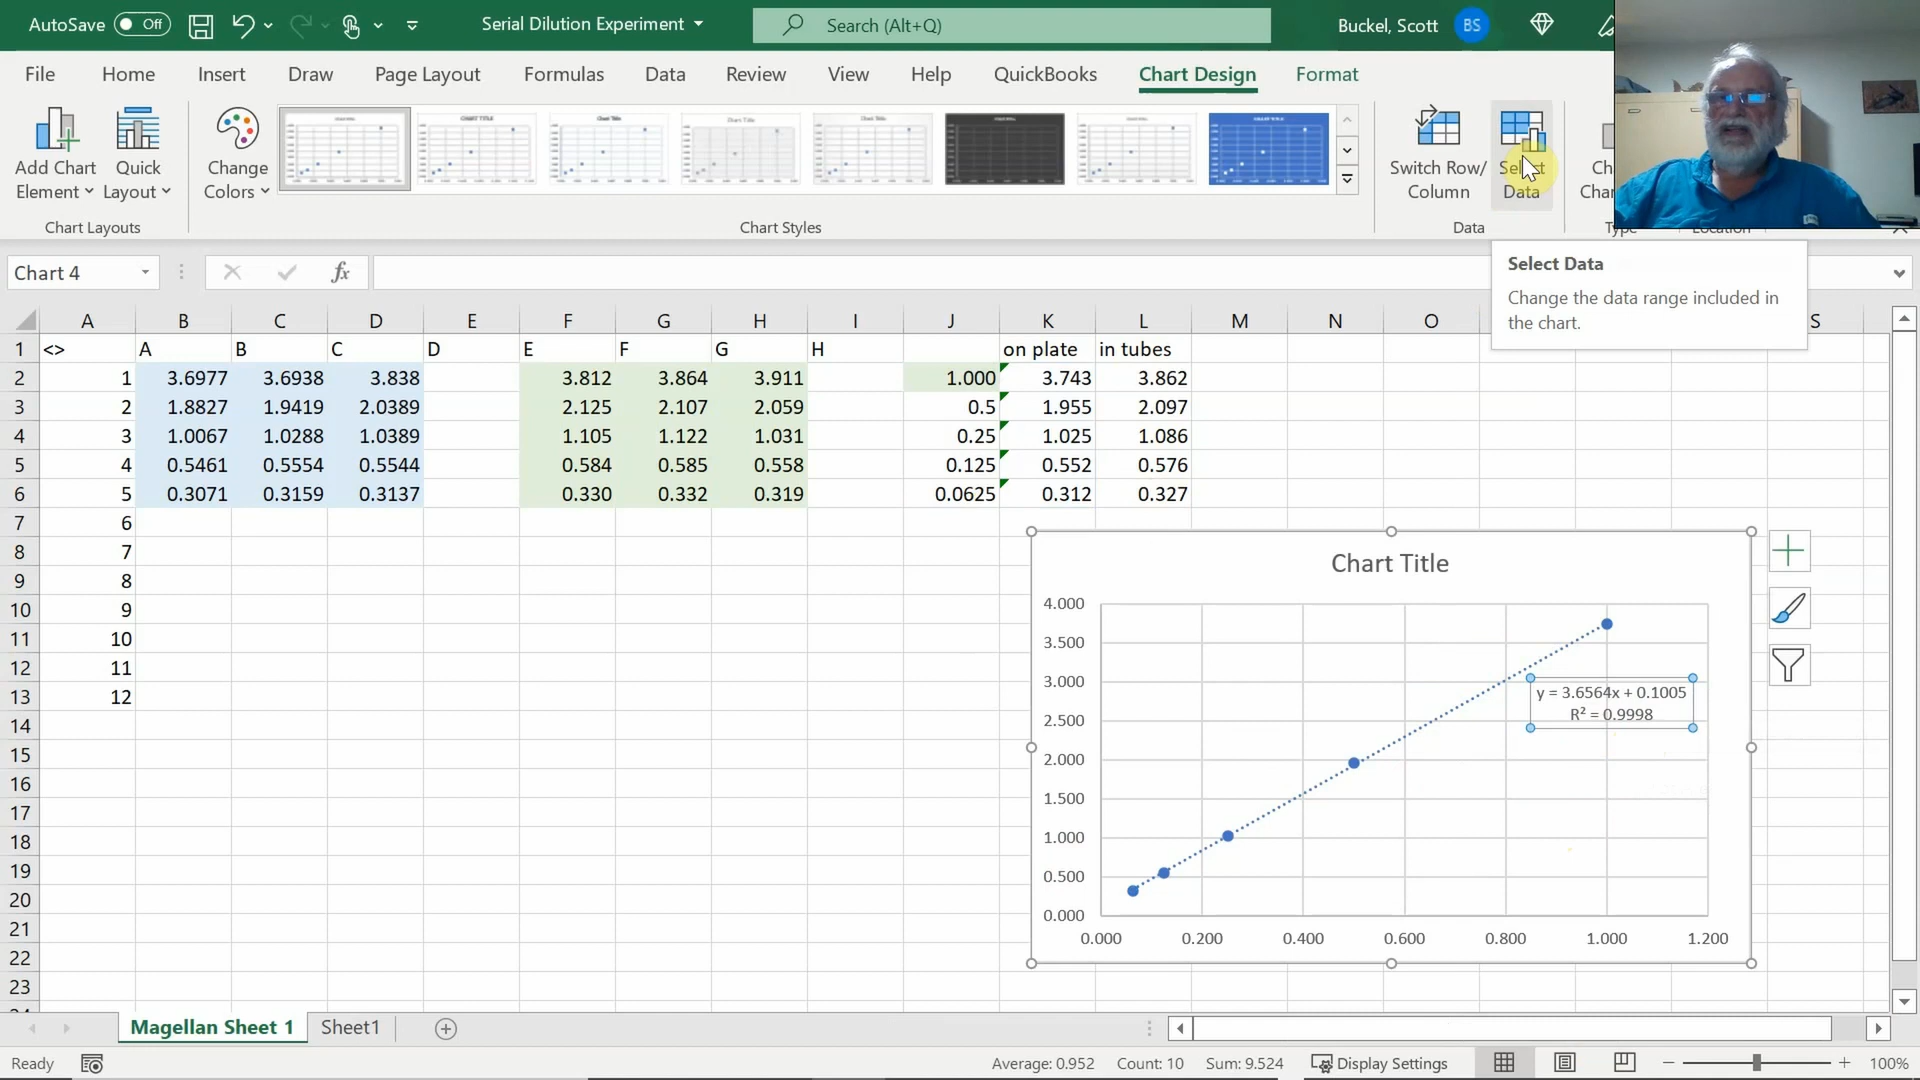 AutoSave Off Serial Dilution Experiment Search (Alt+Q) Buckel, Scott BS
File Home Insert Draw Page Layout Formulas Data Review View Help QuickBooks Chart Design Format
Add Chart Element
Quick Layout
Change Colors
Switch Row/ Column
Select Data
Chart Layouts Chart Styles Data
Select Data
Change the data range included in
the chart.
Chart 4 fx
A B C D E F G H I J K L M N O S
1 <> A B C D E F G H on plate in tubes
2 1 3.6977 3.6938 3.838 3.812 3.864 3.911 1.000 3.743 3.862
3 2 1.8827 1.9419 2.0389 2.125 2.107 2.059 0.5 1.955 2.097
4 3 1.0067 1.0288 1.0389 1.105 1.122 1.031 0.25 1.025 1.086
5 4 0.5461 0.5554 0.5544 0.584 0.585 0.558 0.125 0.552 0.576
6 5 0.3071 0.3159 0.3137 0.330 0.332 0.319 0.0625 0.312 0.327
7 6
8 7
9 8
10 9
11 10
12 11
13 12
14
15
16
17
18
19
20
21
22
23
Chart Title
4.000
3.500
3.000
2.500
2.000
1.500
1.000
0.500
0.000
y = 3.6564x + 0.1005
R² = 0.9998
0.000 0.200 0.400 0.600 0.800 1.000 1.200
Magellan Sheet 1 Sheet1
Ready Average: 0.952 Count: 10 Sum: 9.524 Display Settings 100%